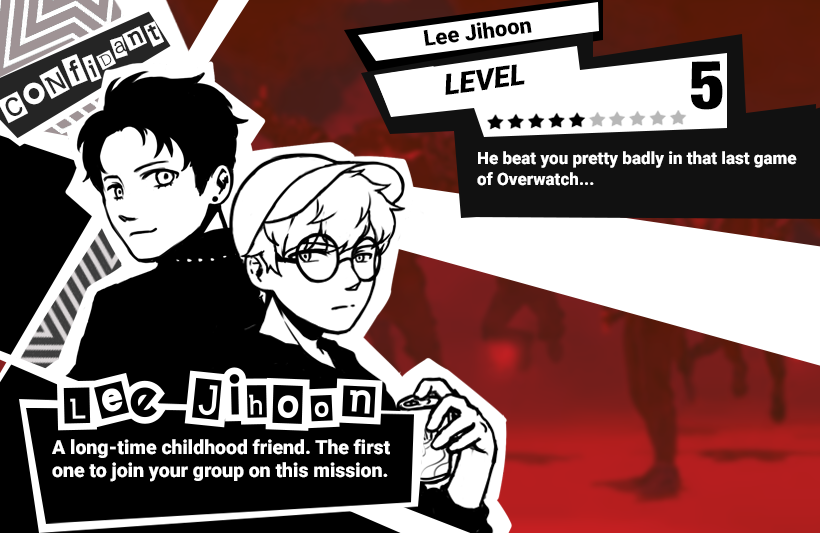 CONfiDant
Lee Jihoon
LEVEL
5
He beat you pretty badly in that last game
of Overwatch...
Lee Jihoon
A long-time childhood friend. The first
one to join your group on this mission.